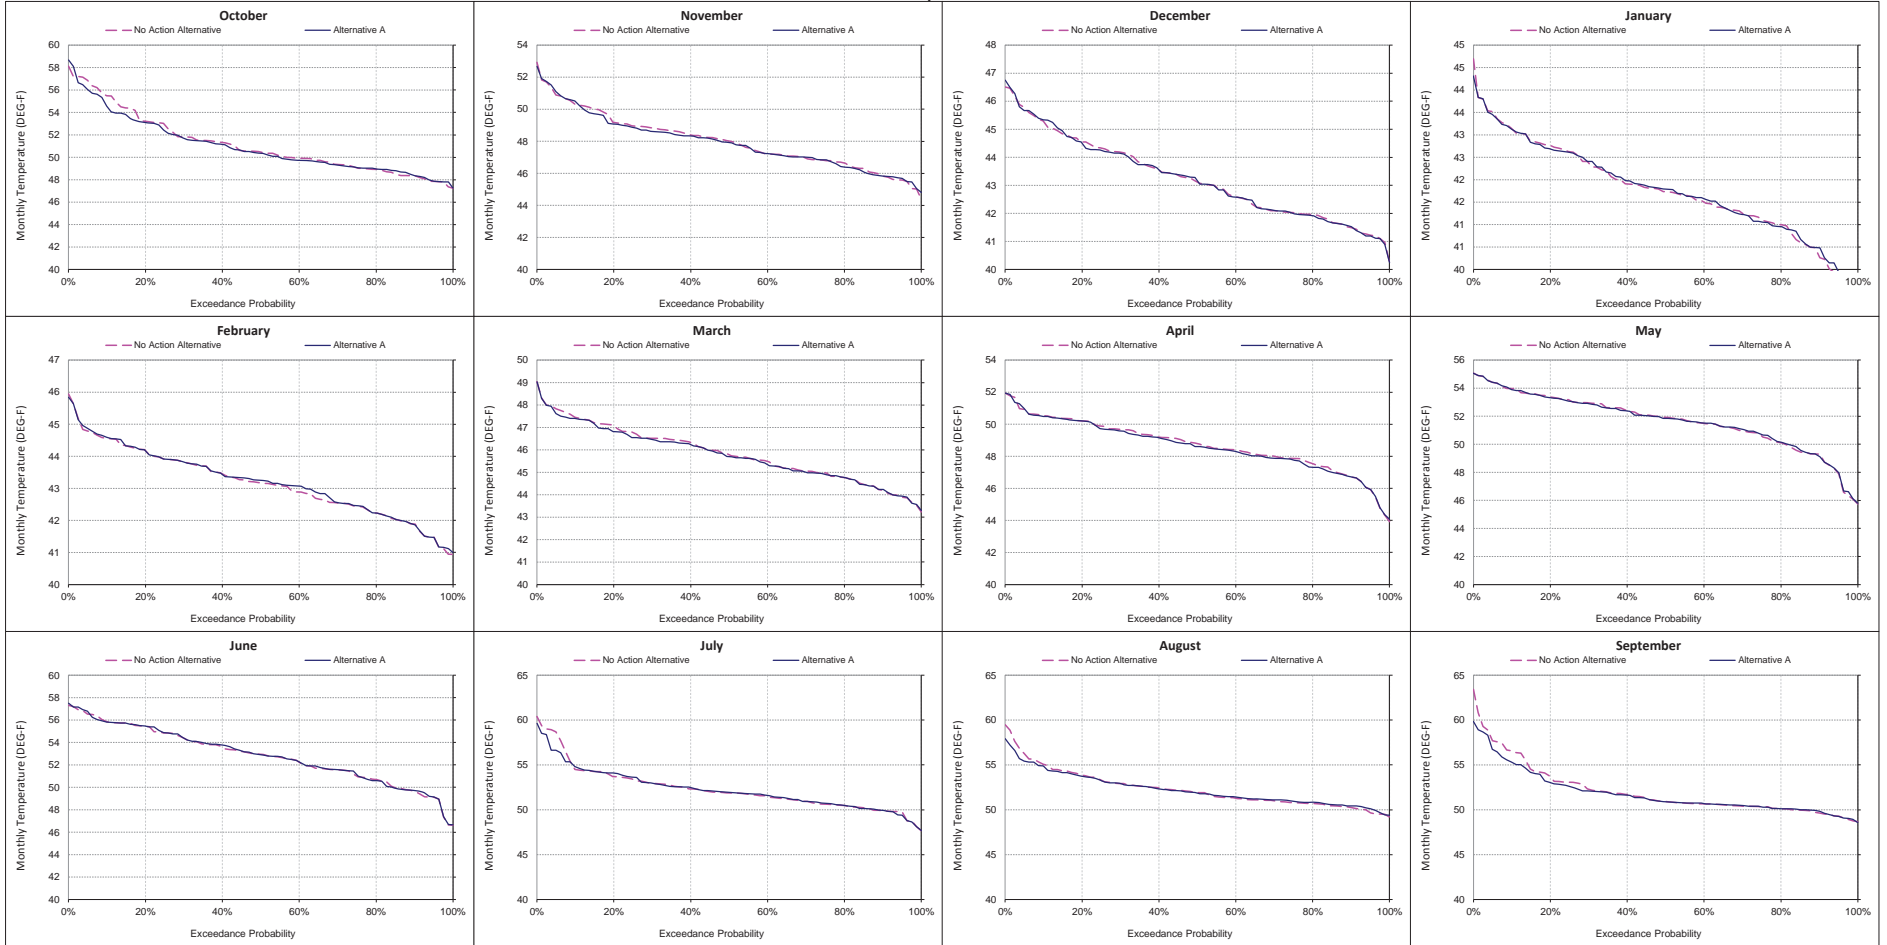 October
No Action Alternative Alternative A
Monthly Temperature (DEG-F)
60
58
56
54
52
50
48
46
44
42
40
0% 20% 40% 60% 80% 100%
Exceedance Probability
November
No Action Alternative Alternative A
Monthly Temperature (DEG-F)
54
52
50
48
46
44
42
40
0% 20% 40% 60% 80% 100%
Exceedance Probability
December
No Action Alternative Alternative A
Monthly Temperature (DEG-F)
48
47
46
45
44
43
42
41
40
0% 20% 40% 60% 80% 100%
Exceedance Probability
January
No Action Alternative Alternative A
Monthly Temperature (DEG-F)
45
45
44
44
43
43
42
42
41
41
40
0% 20% 40% 60% 80% 100%
Exceedance Probability
February
No Action Alternative Alternative A
Monthly Temperature (DEG-F)
47
46
45
44
43
42
41
40
0% 20% 40% 60% 80% 100%
Exceedance Probability
March
No Action Alternative Alternative A
Monthly Temperature (DEG-F)
50
49
48
47
46
45
44
43
42
41
40
0% 20% 40% 60% 80% 100%
Exceedance Probability
April
No Action Alternative Alternative A
Monthly Temperature (DEG-F)
54
52
50
48
46
44
42
40
0% 20% 40% 60% 80% 100%
Exceedance Probability
May
No Action Alternative Alternative A
Monthly Temperature (DEG-F)
56
54
52
50
48
46
44
42
40
0% 20% 40% 60% 80% 100%
Exceedance Probability
June
No Action Alternative Alternative A
Monthly Temperature (DEG-F)
60
58
56
54
52
50
48
46
44
42
40
0% 20% 40% 60% 80% 100%
Exceedance Probability
July
No Action Alternative Alternative A
Monthly Temperature (DEG-F)
65
60
55
50
45
40
0% 20% 40% 60% 80% 100%
Exceedance Probability
August
No Action Alternative Alternative A
Monthly Temperature (DEG-F)
65
60
55
50
45
40
0% 20% 40% 60% 80% 100%
Exceedance Probability
September
No Action Alternative Alternative A
Monthly Temperature (DEG-F)
65
60
55
50
45
40
0% 20% 40% 60% 80% 100%
Exceedance Probability